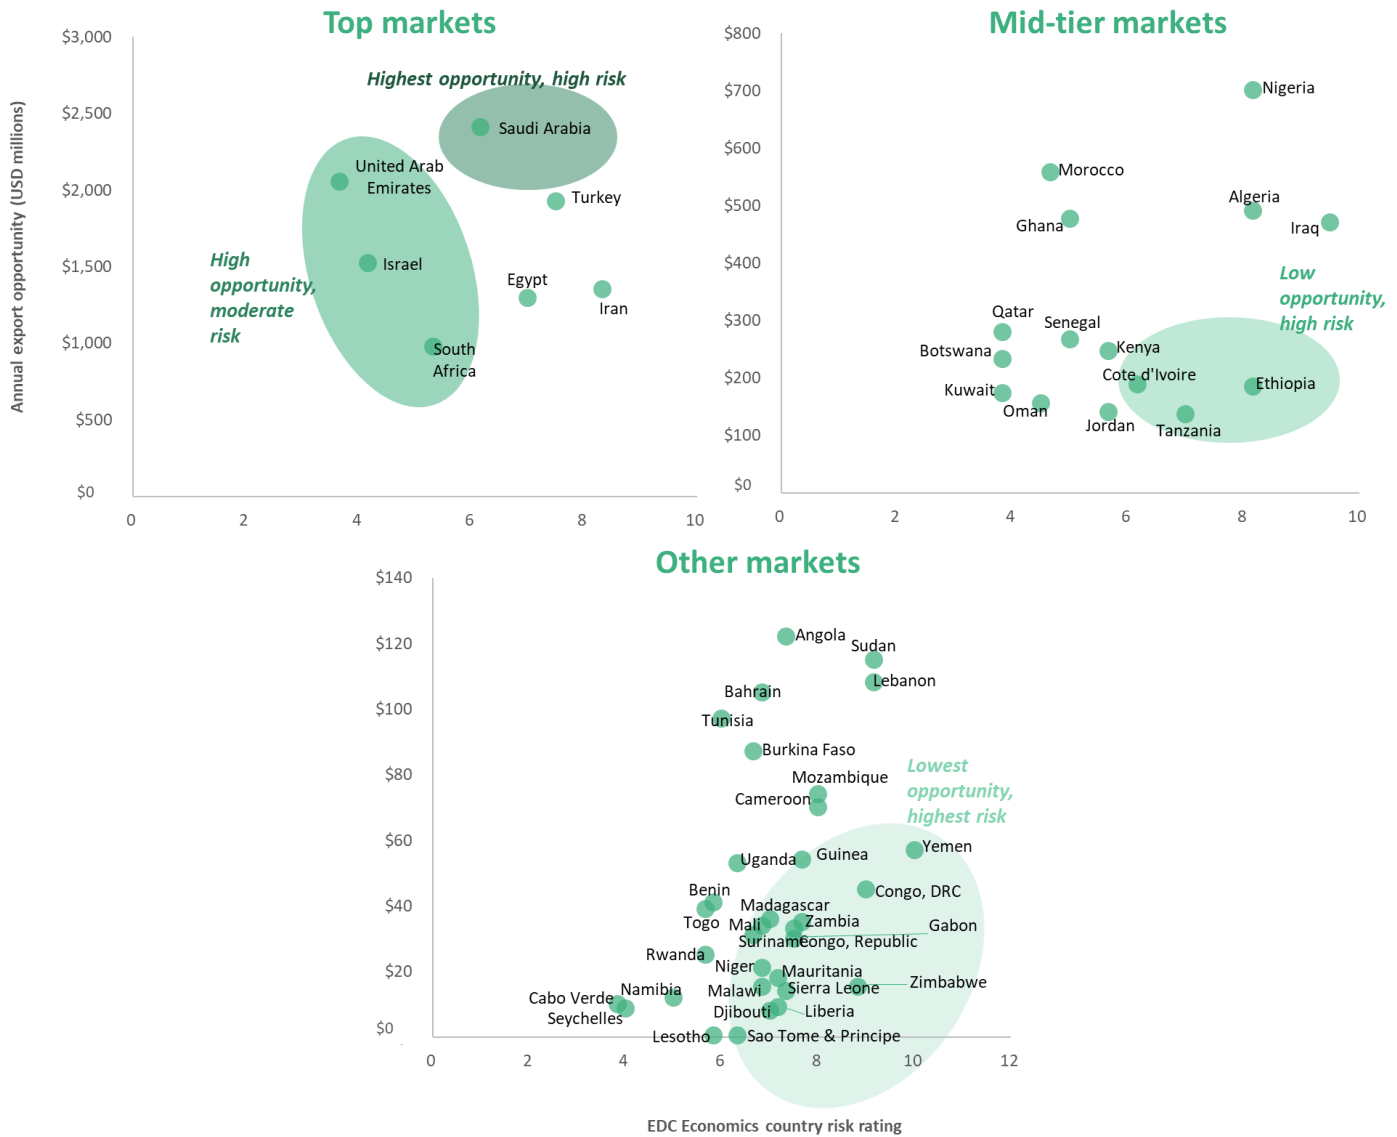 Top markets
Annual export opportunity (USD millions)
$3,000
$2,500
$2,000
$1,500
$1,000
$500
$0
0
2
4
6
8
10
Highest opportunity, high risk
Saudi Arabia
United Arab
Emirates
Turkey
High
opportunity,
moderate
risk
Israel
Egypt
Iran
South
Africa
Mid-tier markets
$800
$700
$600
$500
$400
$300
$200
$100
$0
0
2
4
6
8
10
Nigeria
Morocco
Algeria
Ghana
Iraq
Low
opportunity,
high risk
Qatar
Senegal
Botswana
Kenya
Cote d'Ivoire
Kuwait
Ethiopia
Oman
Jordan
Tanzania
Other markets
$140
$120
$100
$80
$60
$40
$20
$0
0
2
4
6
8
10
12
Angola
Sudan
Lebanon
Bahrain
Tunisia
Burkina Faso
Lowest
opportunity,
highest risk
Mozambique
Cameroon
Yemen
Uganda
Guinea
Benin
Congo, DRC
Madagascar
Togo
Mali
Zambia
Gabon
Suriname
Congo, Republic
Rwanda
Niger
Mauritania
Namibia
Malawi
Sierra Leone
Zimbabwe
Cabo Verde
Seychelles
Djibouti
Liberia
Lesotho
Sao Tome & Principe
EDC Economics country risk rating